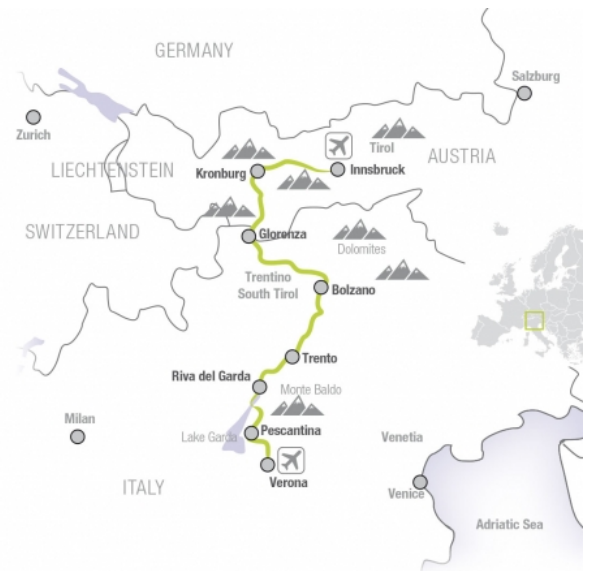 GERMANY
Salzburg
Zurich
Tirol
AUSTRIA
LIECHTENSTEIN
Kronburg
Innsbruck
SWITZERLAND
Glorenza
Dolomites
Trentino
South Tirol
Bolzano
Trento
Riva del Garda
Monte Baldo
Milan
Lake Garda
Pescantina
Venetia
Verona
ITALY
Venice
Adriatic Sea